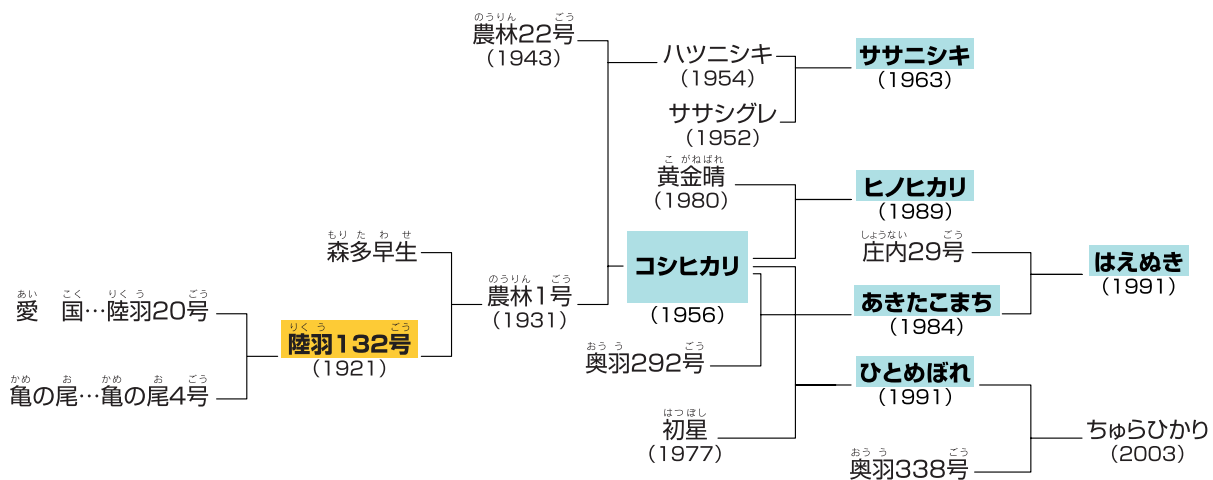 のうりん ごう
農林22号
（1943）
ハツニシキ
（1954）
ササニシキ
（1963）
ササシグレ
（1952）
こ がねばれ
黄金晴
（1980）
ヒノヒカリ
（1989）
もり た わ せ
森多早生
コシヒカリ
（1956）
しょうない ごう
庄内29号
はえぬき
（1991）
あい こく りく う ごう
愛 国…陸羽20号
のうりん ごう
農林1号
（1931）
あきたこまち
（1984）
りく う ごう
陸羽132号
（1921）
おう う ごう
奥羽292号
ひとめぼれ
（1991）
かめ お かめ お ごう
亀の尾…亀の尾4号
はつ ぼし
初星
（1977）
ちゅらひかり
（2003）
おう う ごう
奥羽338号